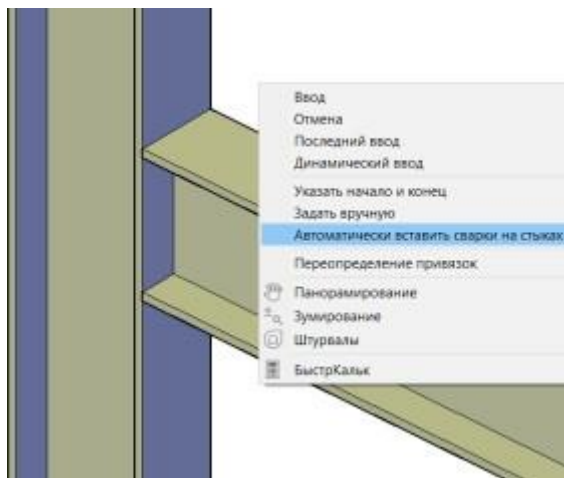 Ввод
Отмена
Последний ввод
Динамический ввод
Указать начало и конец
Задать вручную
Автоматически вставить сварки на стыках
Переопределение привязок
Панорамирование
Зумирование
Штурвалы
БыстрКальк